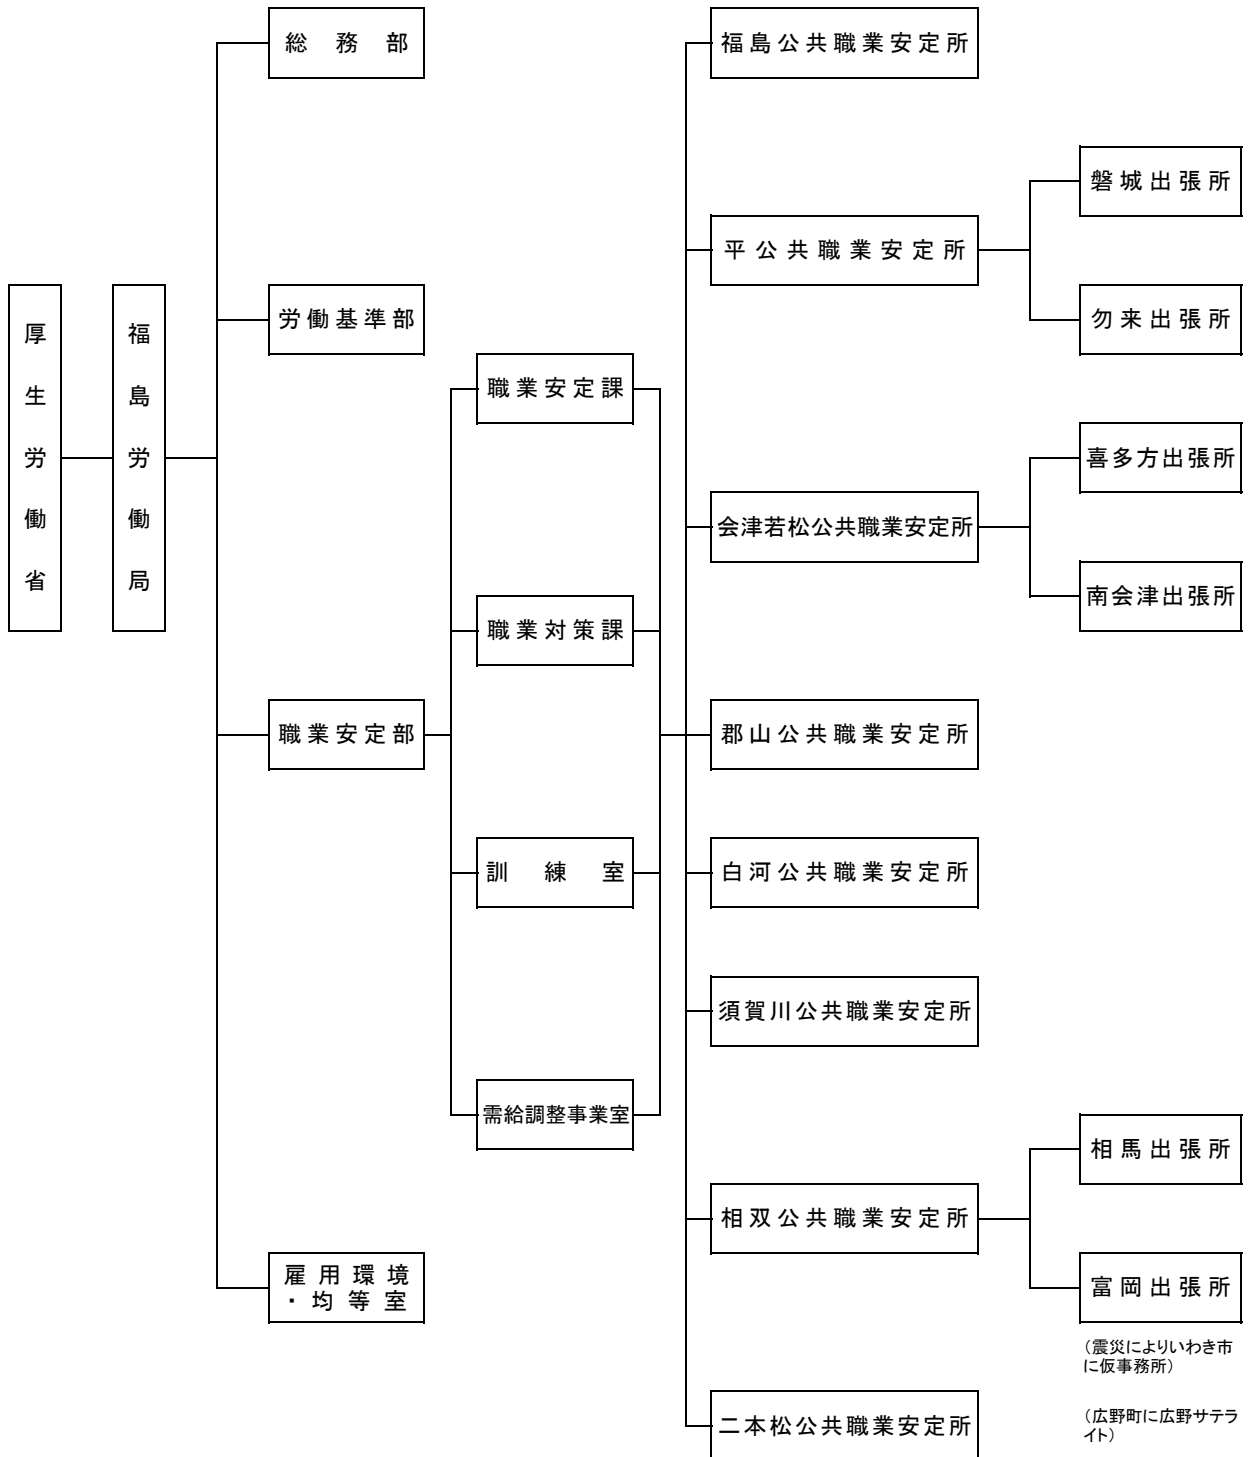 厚生労働省
福島労働局
総務部
労働基準部
職業安定部
雇用環境
・均等室
職業安定課
職業対策課
訓練室
需給調整事業室
福島公共職業安定所
平公共職業安定所
会津若松公共職業安定所
郡山公共職業安定所
白河公共職業安定所
須賀川公共職業安定所
相双公共職業安定所
二本松公共職業安定所
磐城出張所
勿来出張所
喜多方出張所
南会津出張所
相馬出張所
富岡出張所
（震災によりいわき市
に仮事務所）
（広野町に広野サテラ
イト）